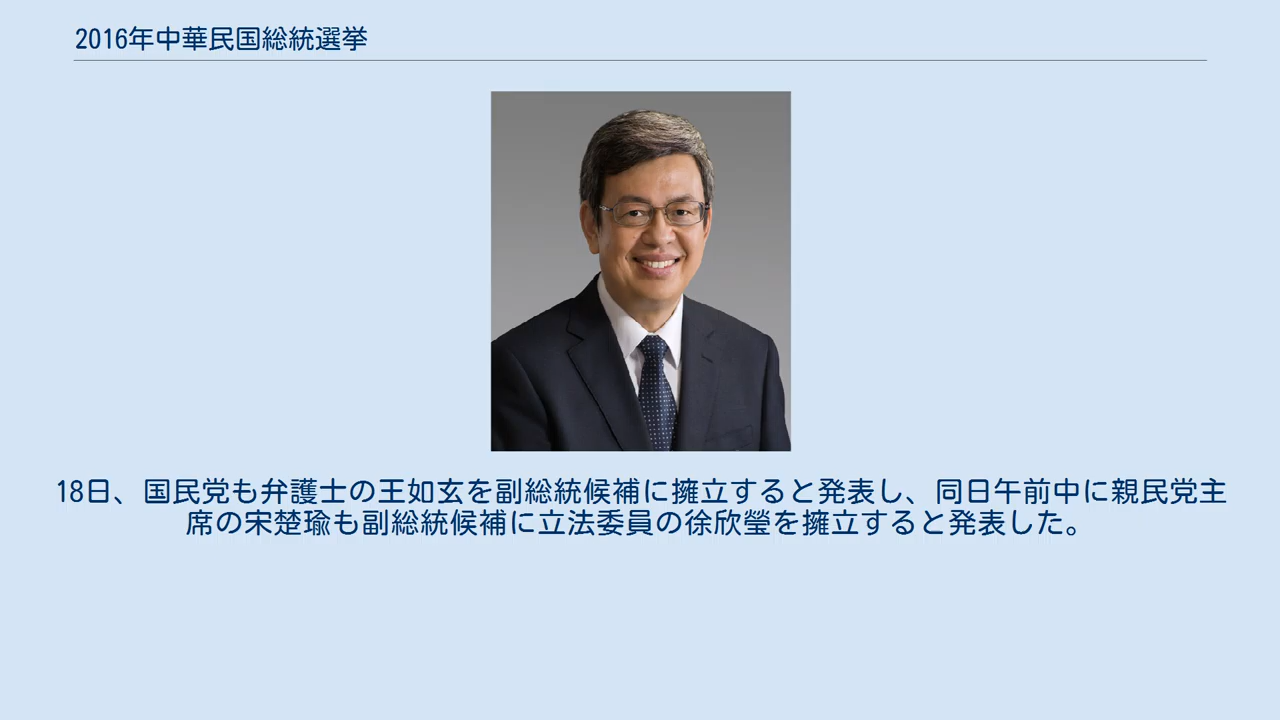 2016年中華民国総統選挙
18日、国民党も弁護士の王如玄を副総統候補に擁立すると発表し、同日午前中に親民党主
席の宋楚瑜も副総統候補に立法委員の徐欣瑩を擁立すると発表した。